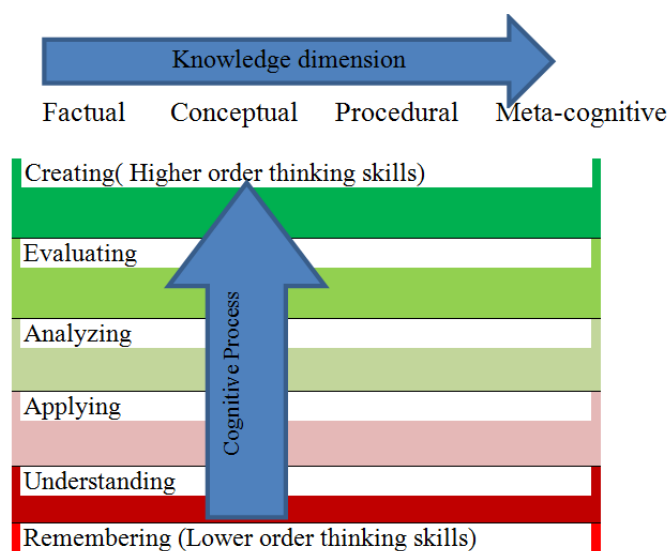 Knowledge dimension
Factual Conceptual Procedural Meta-cognitive
Creating( Higher order thinking skills)
Evaluating
Analyzing
Applying
Understanding
Remembering (Lower order thinking skills)
Cognitive Process